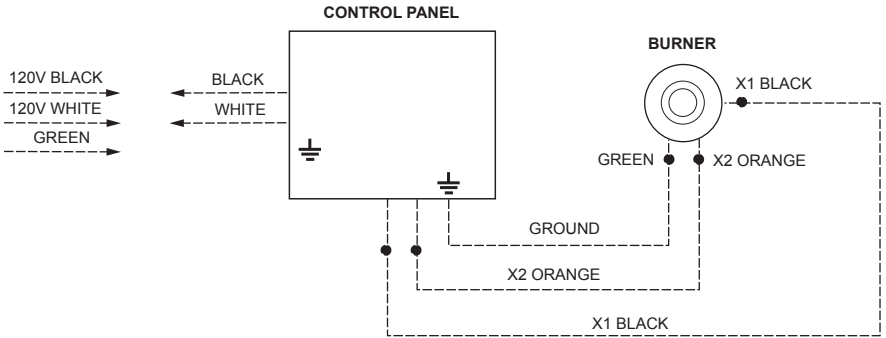 CONTROL PANEL
BURNER
120V BLACK
BLACK
X1 BLACK
120V WHITE
WHITE
GREEN
GREEN
X2 ORANGE
GROUND
X2 ORANGE
X1 BLACK